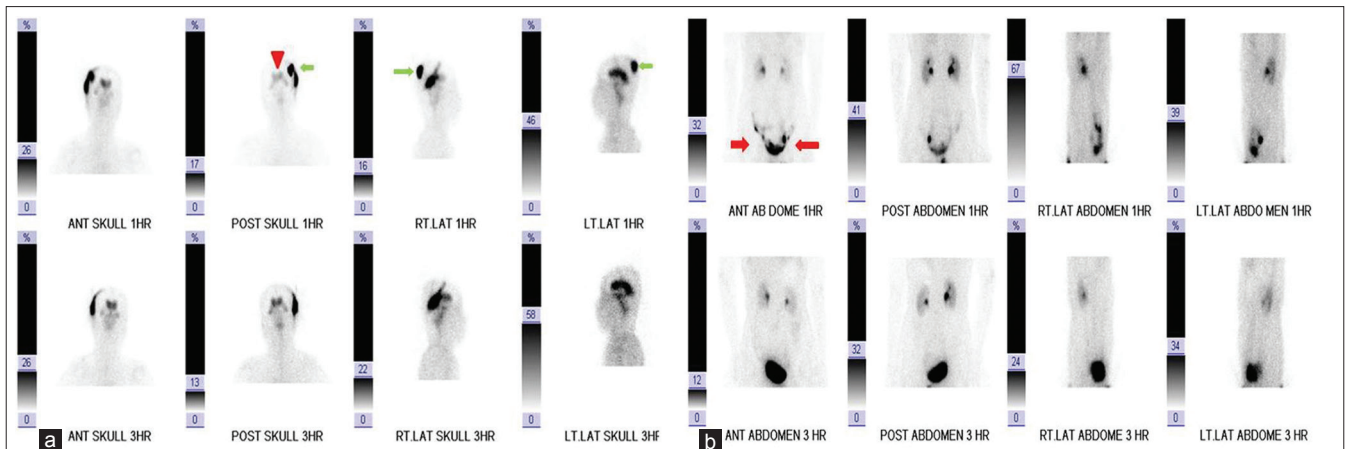 % % % % % % % %
67
46 41 39
32
26 17 16
0 0 0 0 0 0 0 0
ANT SKULL 1HR POST SKULL 1HR RT.LAT 1HR LT.LAT 1HR ANT AB DOME 1HR POST ABDOMEN 1HR RT.LAT ABDOMEN 1HR LT.LAT ABDO MEN 1HR
% % % % % % % %
58
26 13 22 12 32 24 34
0 0 0 0 0 0 0 0
a ANT SKULL 3HR POST SKULL 3HR RT.LAT SKULL 3HR LT.LAT SKULL 3HF b ANT ABDOMEN 3 HR POST ABDOMEN 3 HR RT.LAT ABDOME 3 HR LT.LAT ABDOME 3 HR